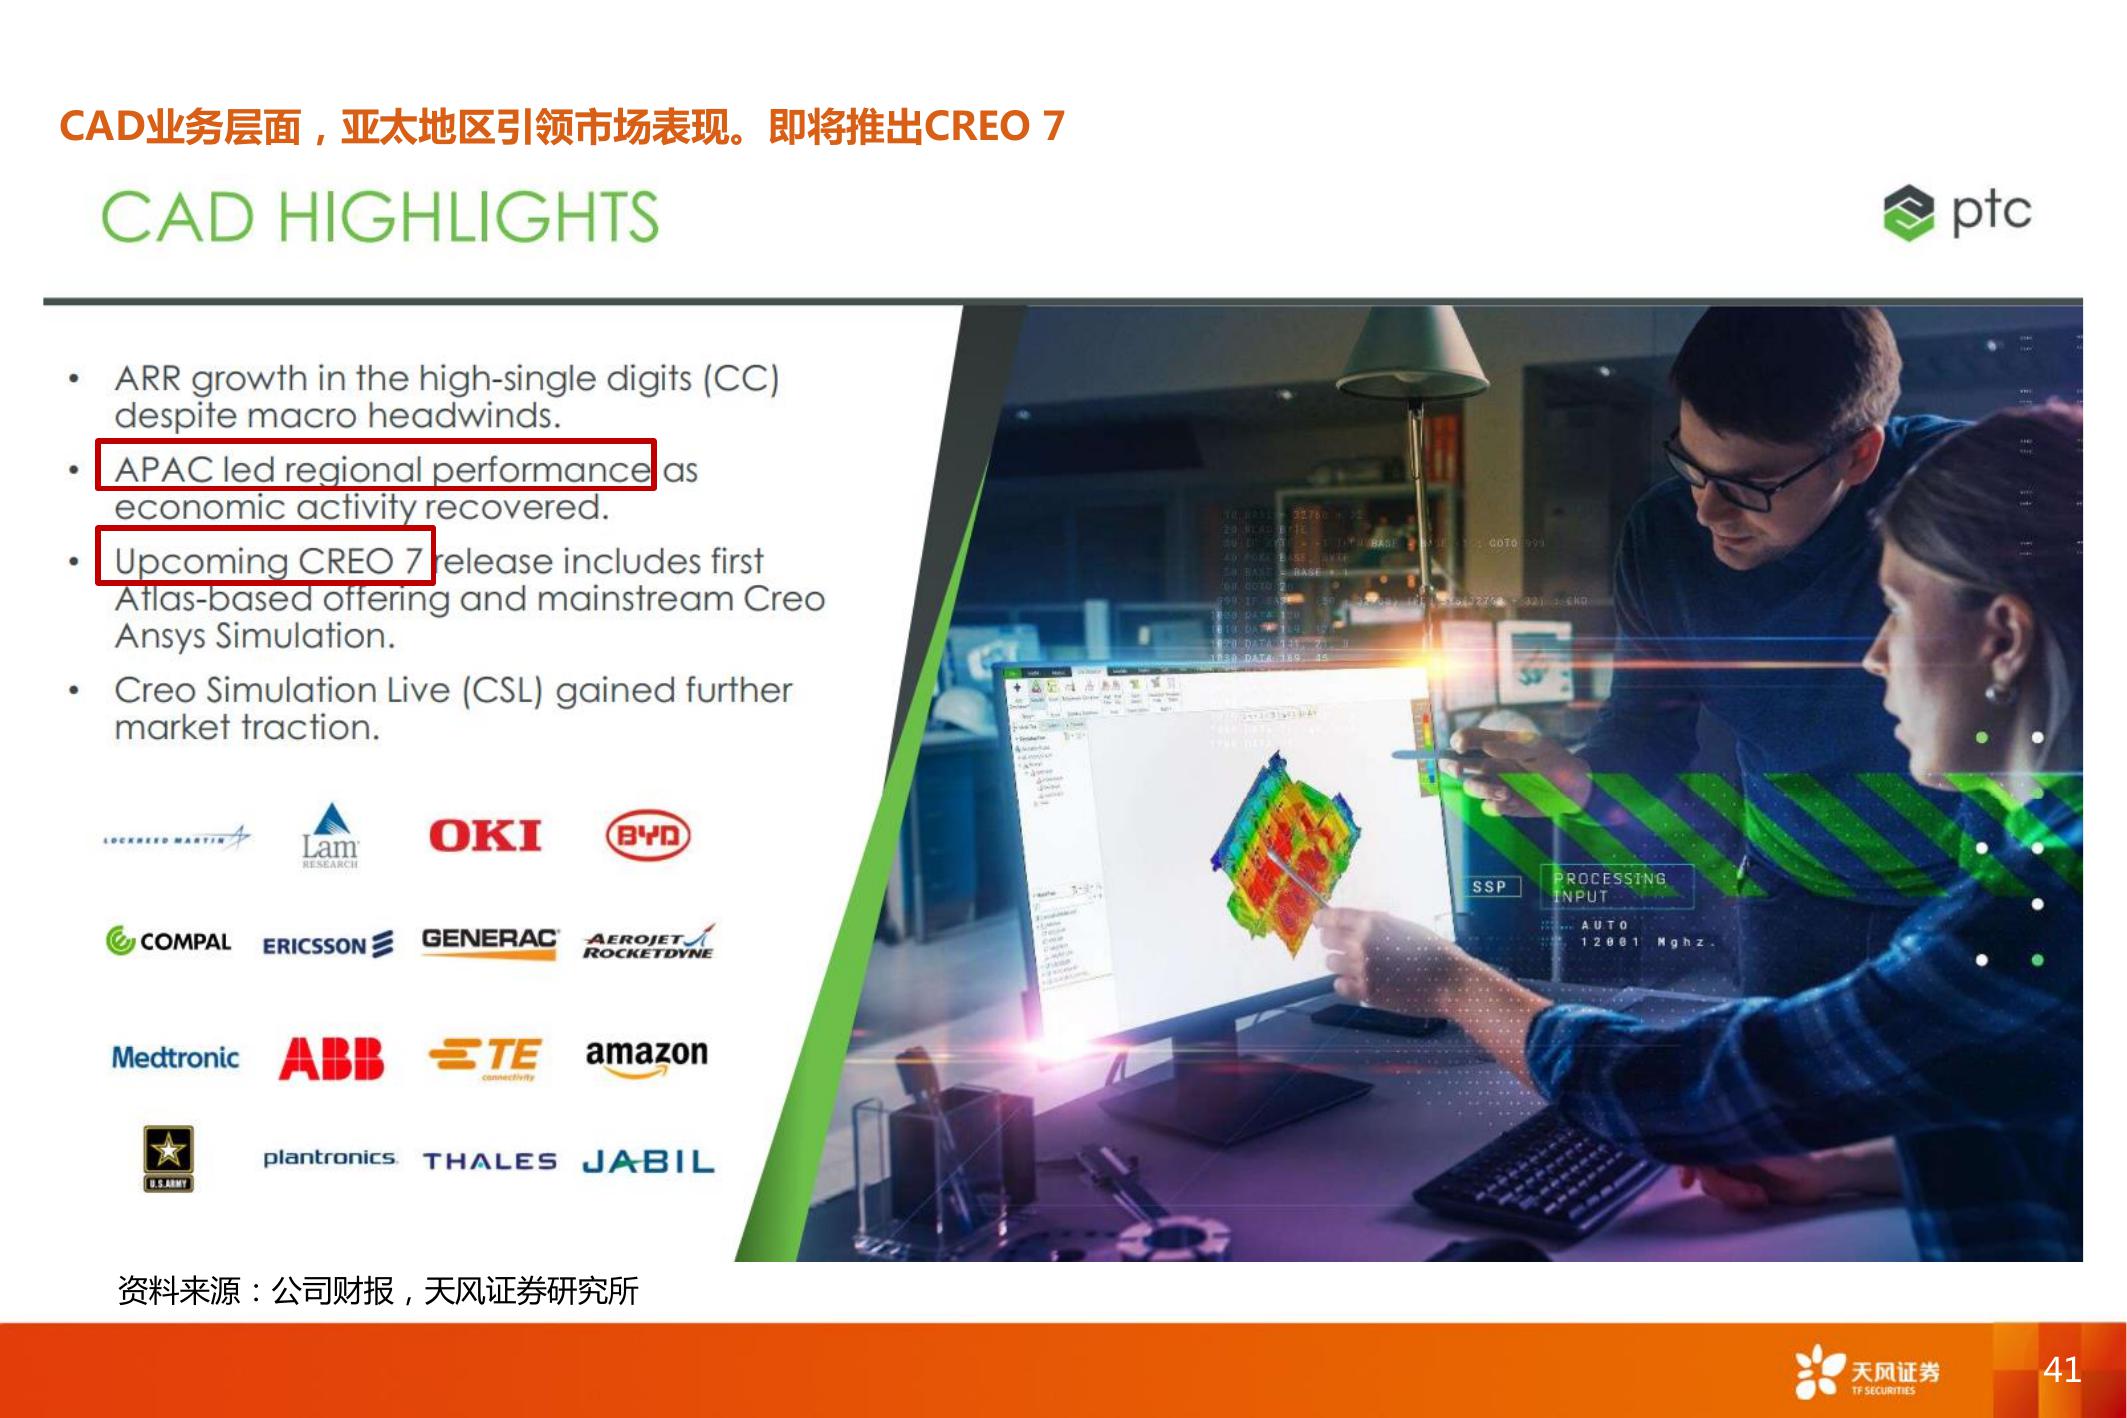 CAD业务层面，亚太地区引领市场表现。即将推出CREO 7
CAD HIGHLIGHTS
ptc
• ARR growth in the high-single digits (CC)
despite macro headwinds.
• APAC led regional performance as
economic activity recovered.
• Upcoming CREO 7 release includes first
Atlas-based offering and mainstream Creo
Ansys Simulation.
• Creo Simulation Live (CSL) gained further
market traction.
LOCKHEED MARTIN
Lam
RESEARCH
OKI
BYD
COMPAL
ERICSSON
GENERAC
AEROJET
ROCKETDYNE
Medtronic
ABB
TE
connectivity
amazon
U.S.ARMY
plantronics.
THALES
JABIL
SSP
PROCESSING
INPUT
AUTO
12001 Mghz.
资料来源：公司财报，天风证券研究所
天风证券
TF SECURITIES
41